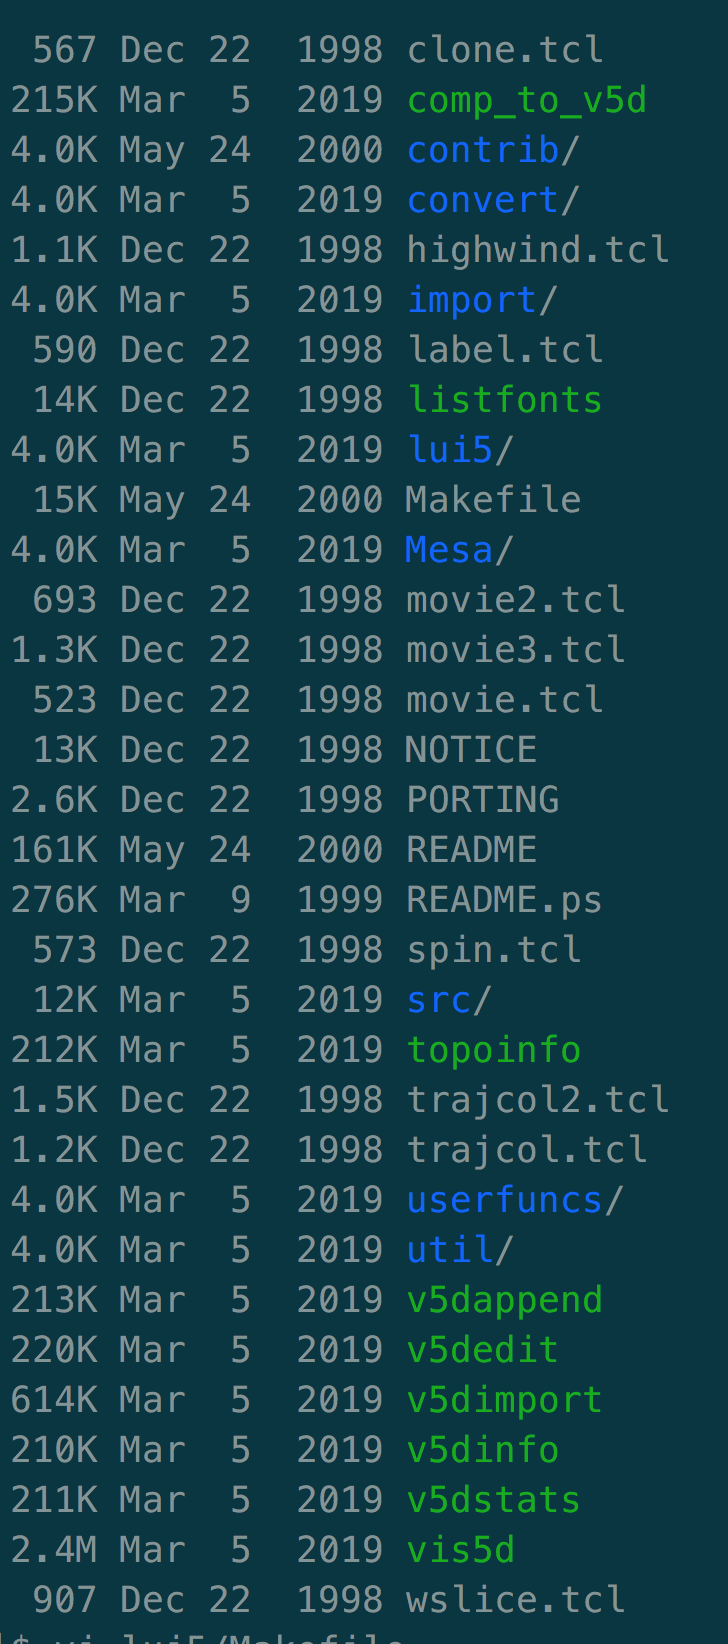 567 Dec 22  1998 clone.tcl
215K Mar  5  2019 comp_to_v5d
4.0K May 24  2000 contrib/
4.0K Mar  5  2019 convert/
1.1K Dec 22  1998 highwind.tcl
4.0K Mar  5  2019 import/
590 Dec 22  1998 label.tcl
14K Dec 22  1998 listfonts
4.0K Mar  5  2019 lui5/
15K May 24  2000 Makefile
4.0K Mar  5  2019 Mesa/
693 Dec 22  1998 movie2.tcl
1.3K Dec 22  1998 movie3.tcl
523 Dec 22  1998 movie.tcl
13K Dec 22  1998 NOTICE
2.6K Dec 22  1998 PORTING
161K May 24  2000 README
276K Mar  9  1999 README.ps
573 Dec 22  1998 spin.tcl
12K Mar  5  2019 src/
212K Mar  5  2019 topoinfo
1.5K Dec 22  1998 trajcol2.tcl
1.2K Dec 22  1998 trajcol.tcl
4.0K Mar  5  2019 userfuncs/
4.0K Mar  5  2019 util/
213K Mar  5  2019 v5dappend
220K Mar  5  2019 v5dedit
614K Mar  5  2019 v5dimport
210K Mar  5  2019 v5dinfo
211K Mar  5  2019 v5dstats
2.4M Mar  5  2019 vis5d
907 Dec 22  1998 wslice.tcl
$ vi lui5/Makefile